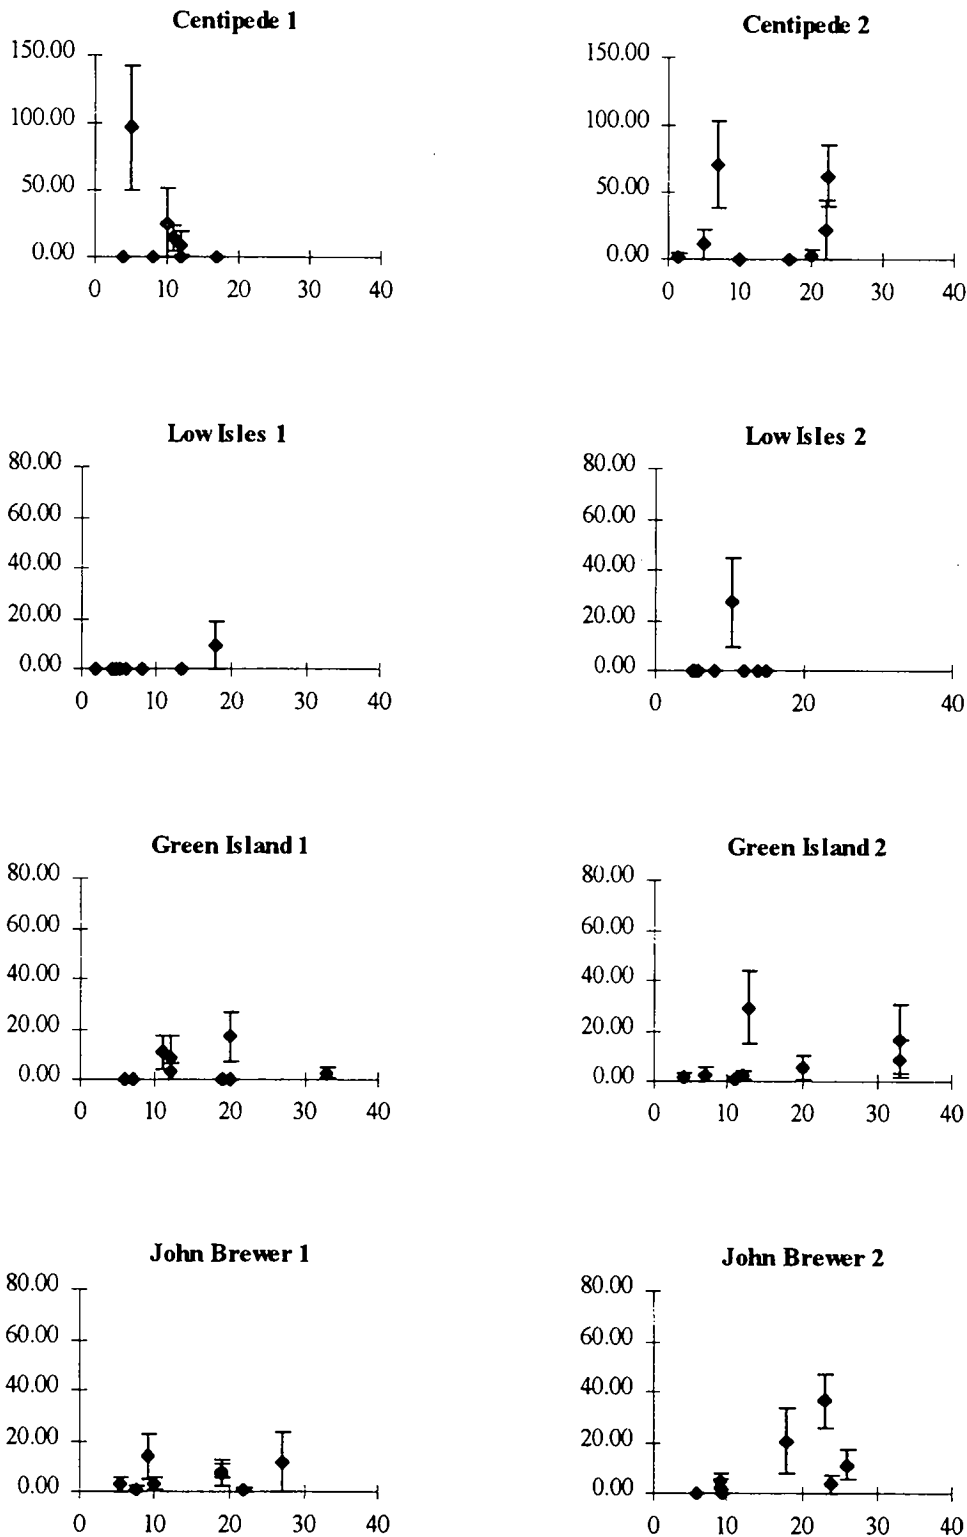 Centipede 1
150.00
100.00
50.00
0.00
0 10 20 30 40
Centipede 2
150.00
100.00
50.00
0.00
0 10 20 30 40
Low Isles 1
80.00
60.00
40.00
20.00
0.00
0 10 20 30 40
Low Isles 2
80.00
60.00
40.00
20.00
0.00
0 20 40
Green Island 1
80.00
60.00
40.00
20.00
0.00
0 10 20 30 40
Green Island 2
80.00
60.00
40.00
20.00
0.00
0 10 20 30 40
John Brewer 1
80.00
60.00
40.00
20.00
0.00
0 10 20 30 40
John Brewer 2
80.00
60.00
40.00
20.00
0.00
0 10 20 30 40